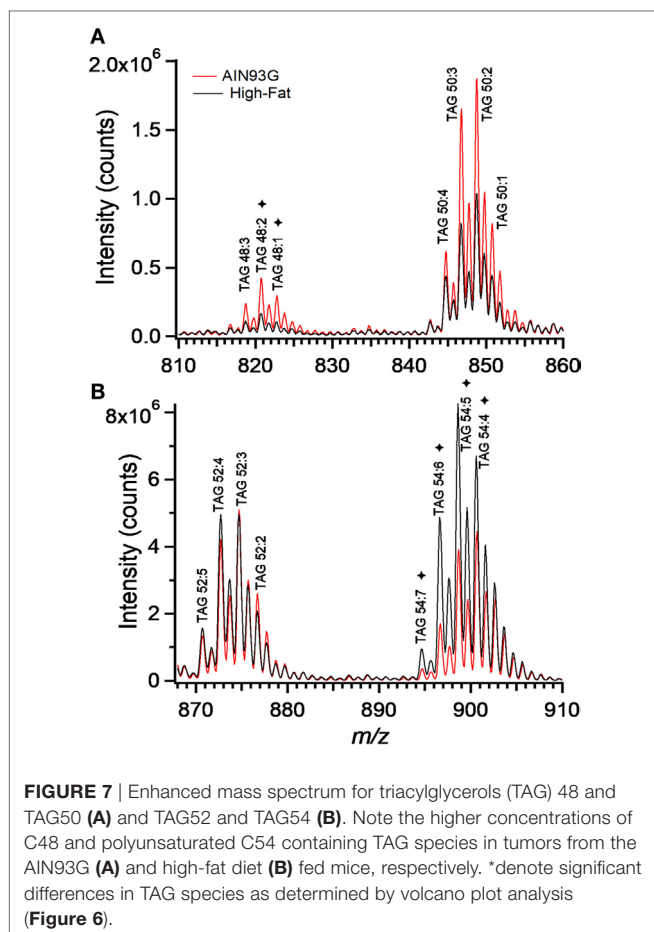 A
2.0x10⁶
1.5
1.0
0.5
0.0
Intensity (counts)
AIN93G
High-Fat
TAG 48:3
TAG 48:2 ✦
TAG 48:1 ✦
TAG 50:4
TAG 50:3
TAG 50:2
TAG 50:1
810 820 830 840 850 860
B
8x10⁶
6
4
2
0
Intensity (counts)
TAG 52:5
TAG 52:4
TAG 52:3
TAG 52:2
TAG 54:7 ✦
TAG 54:6 ✦
TAG 54:5 ✦
TAG 54:4 ✦
870 880 890 900 910
m/z
FIGURE 7 | Enhanced mass spectrum for triacylglycerols (TAG) 48 and
TAG50 (A) and TAG52 and TAG54 (B). Note the higher concentrations of
C48 and polyunsaturated C54 containing TAG species in tumors from the
AIN93G (A) and high-fat diet (B) fed mice, respectively. *denote significant
differences in TAG species as determined by volcano plot analysis
(Figure 6).